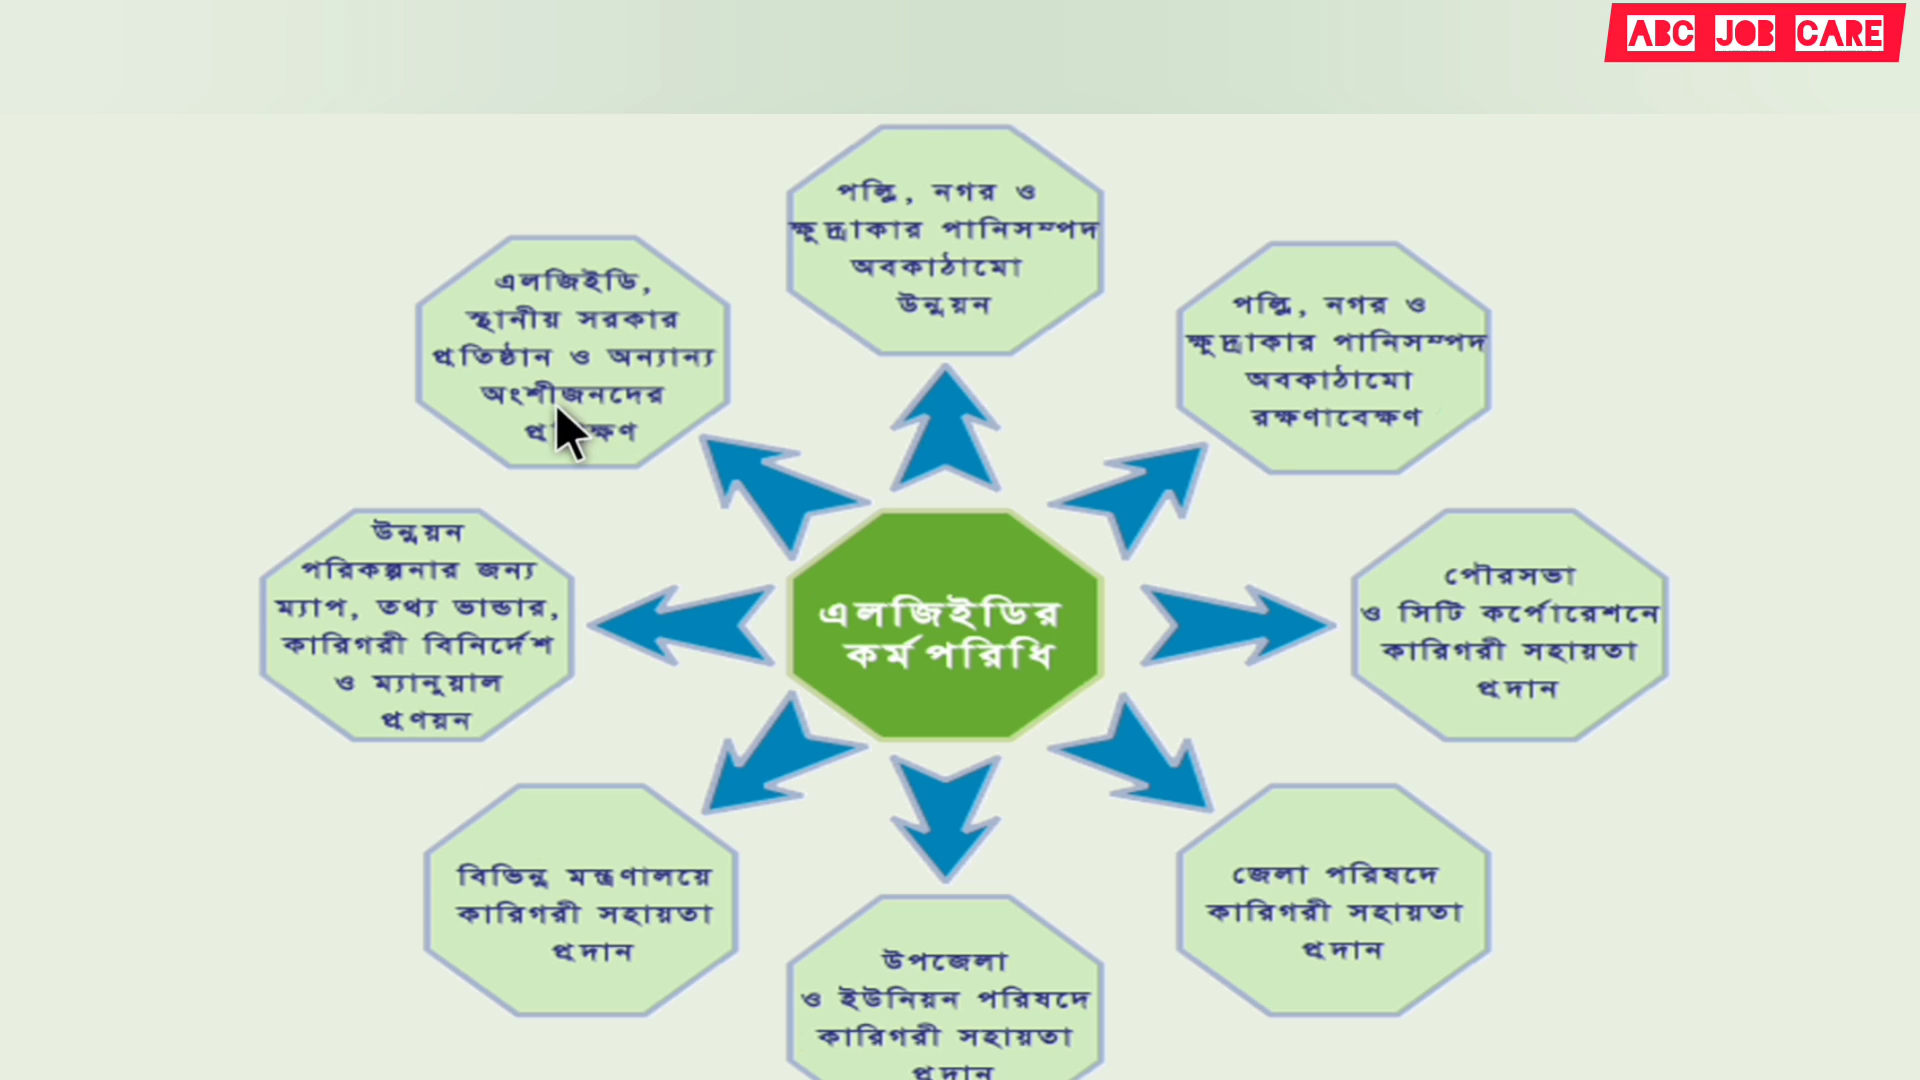 ABC JOB CARE
পল্লি, নগর ও
ক্ষুদ্রাকার পানিসম্পদ
অবকাঠামো
উন্নয়ন
এলজিইডি,
স্থানীয় সরকার
প্রতিষ্ঠান ও অন্যান্য
অংশীজনদের
পল্লি, নগর ও
ক্ষুদ্রাকার পানিসম্পদ
অবকাঠামো
রক্ষণাবেক্ষণ
উন্নয়ন
পরিকল্পনার জন্য
ম্যাপ, তথ্য ভান্ডার,
কারিগরী বিনির্দেশ
ও ম্যানুয়াল
প্রণয়ন
এলজিইডির
কর্ম পরিধি
পৌরসভা
ও সিটি কর্পোরেশনে
কারিগরী সহায়তা
প্রদান
বিভিন্ন মন্ত্রণালয়ে
কারিগরী সহায়তা
প্রদান
জেলা পরিষদে
কারিগরী সহায়তা
প্রদান
উপজেলা
ও ইউনিয়ন পরিষদে
কারিগরী সহায়তা
প্রদান